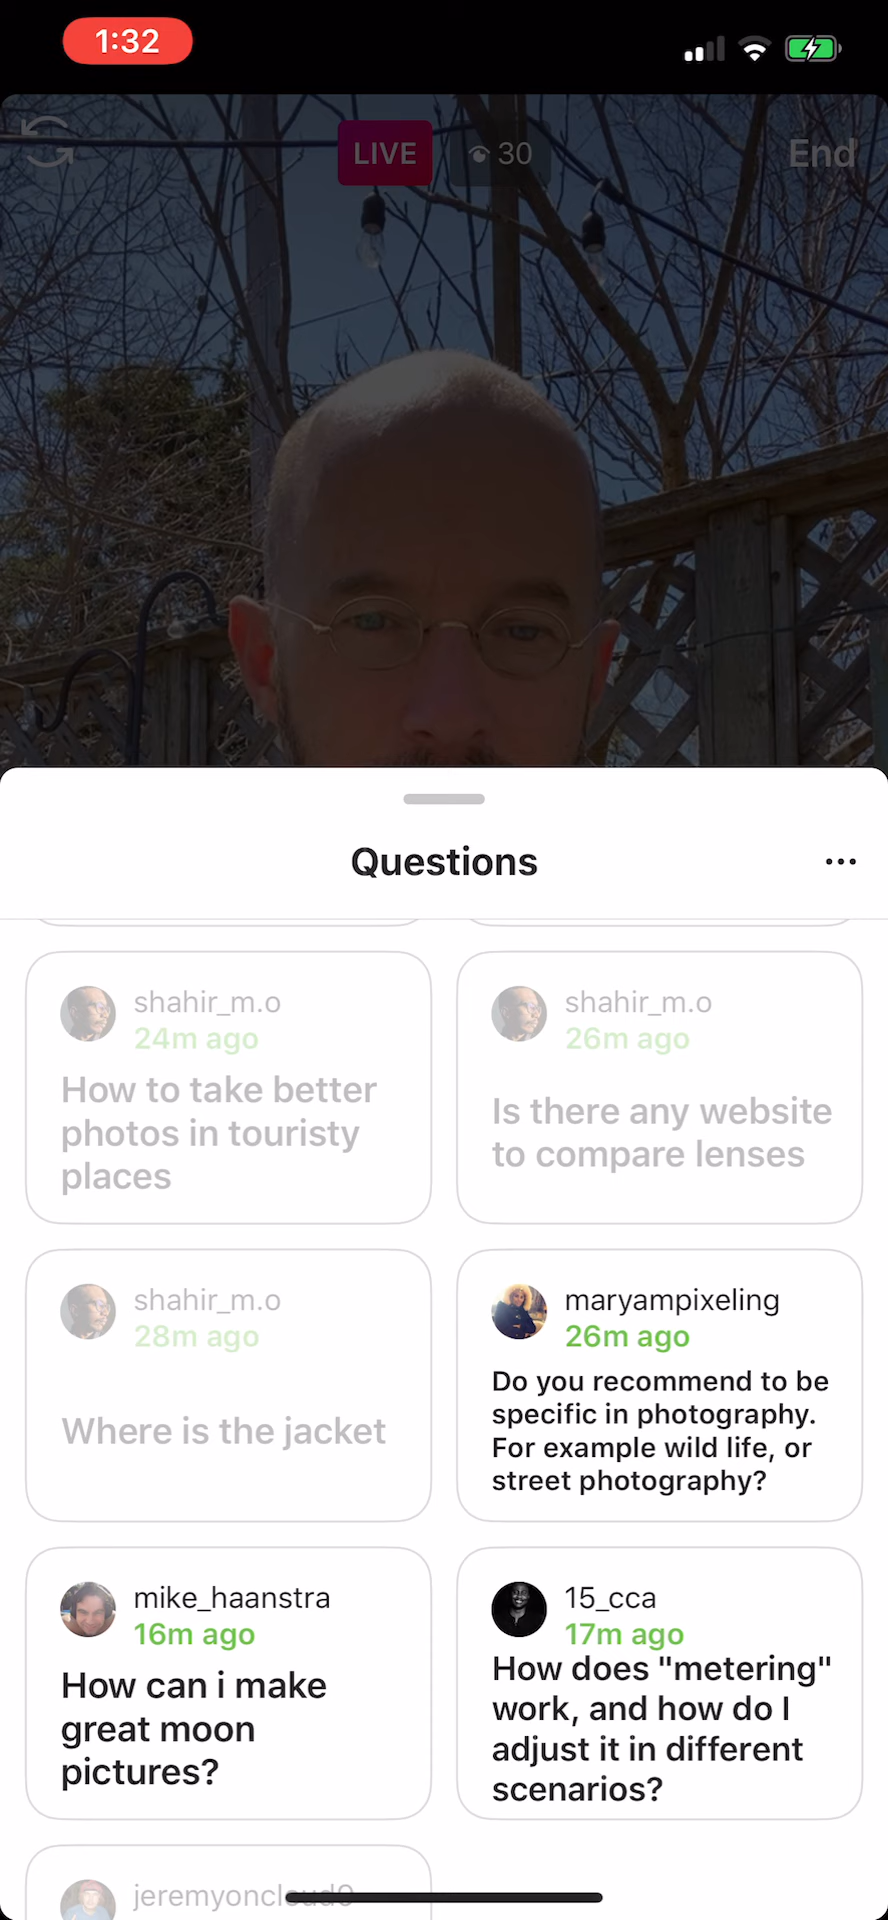 1:32
LIVE
30
End
Questions
shahir_m.o
24m ago
How to take better
photos in touristy
places
shahir_m.o
26m ago
Is there any website
to compare lenses
shahir_m.o
28m ago
Where is the jacket
maryampixeling
26m ago
Do you recommend to be
specific in photography.
For example wild life, or
street photography?
mike_haanstra
16m ago
How can i make
great moon
pictures?
15_cca
17m ago
How does "metering"
work, and how do I
adjust it in different
scenarios?
jeremyoncloud9